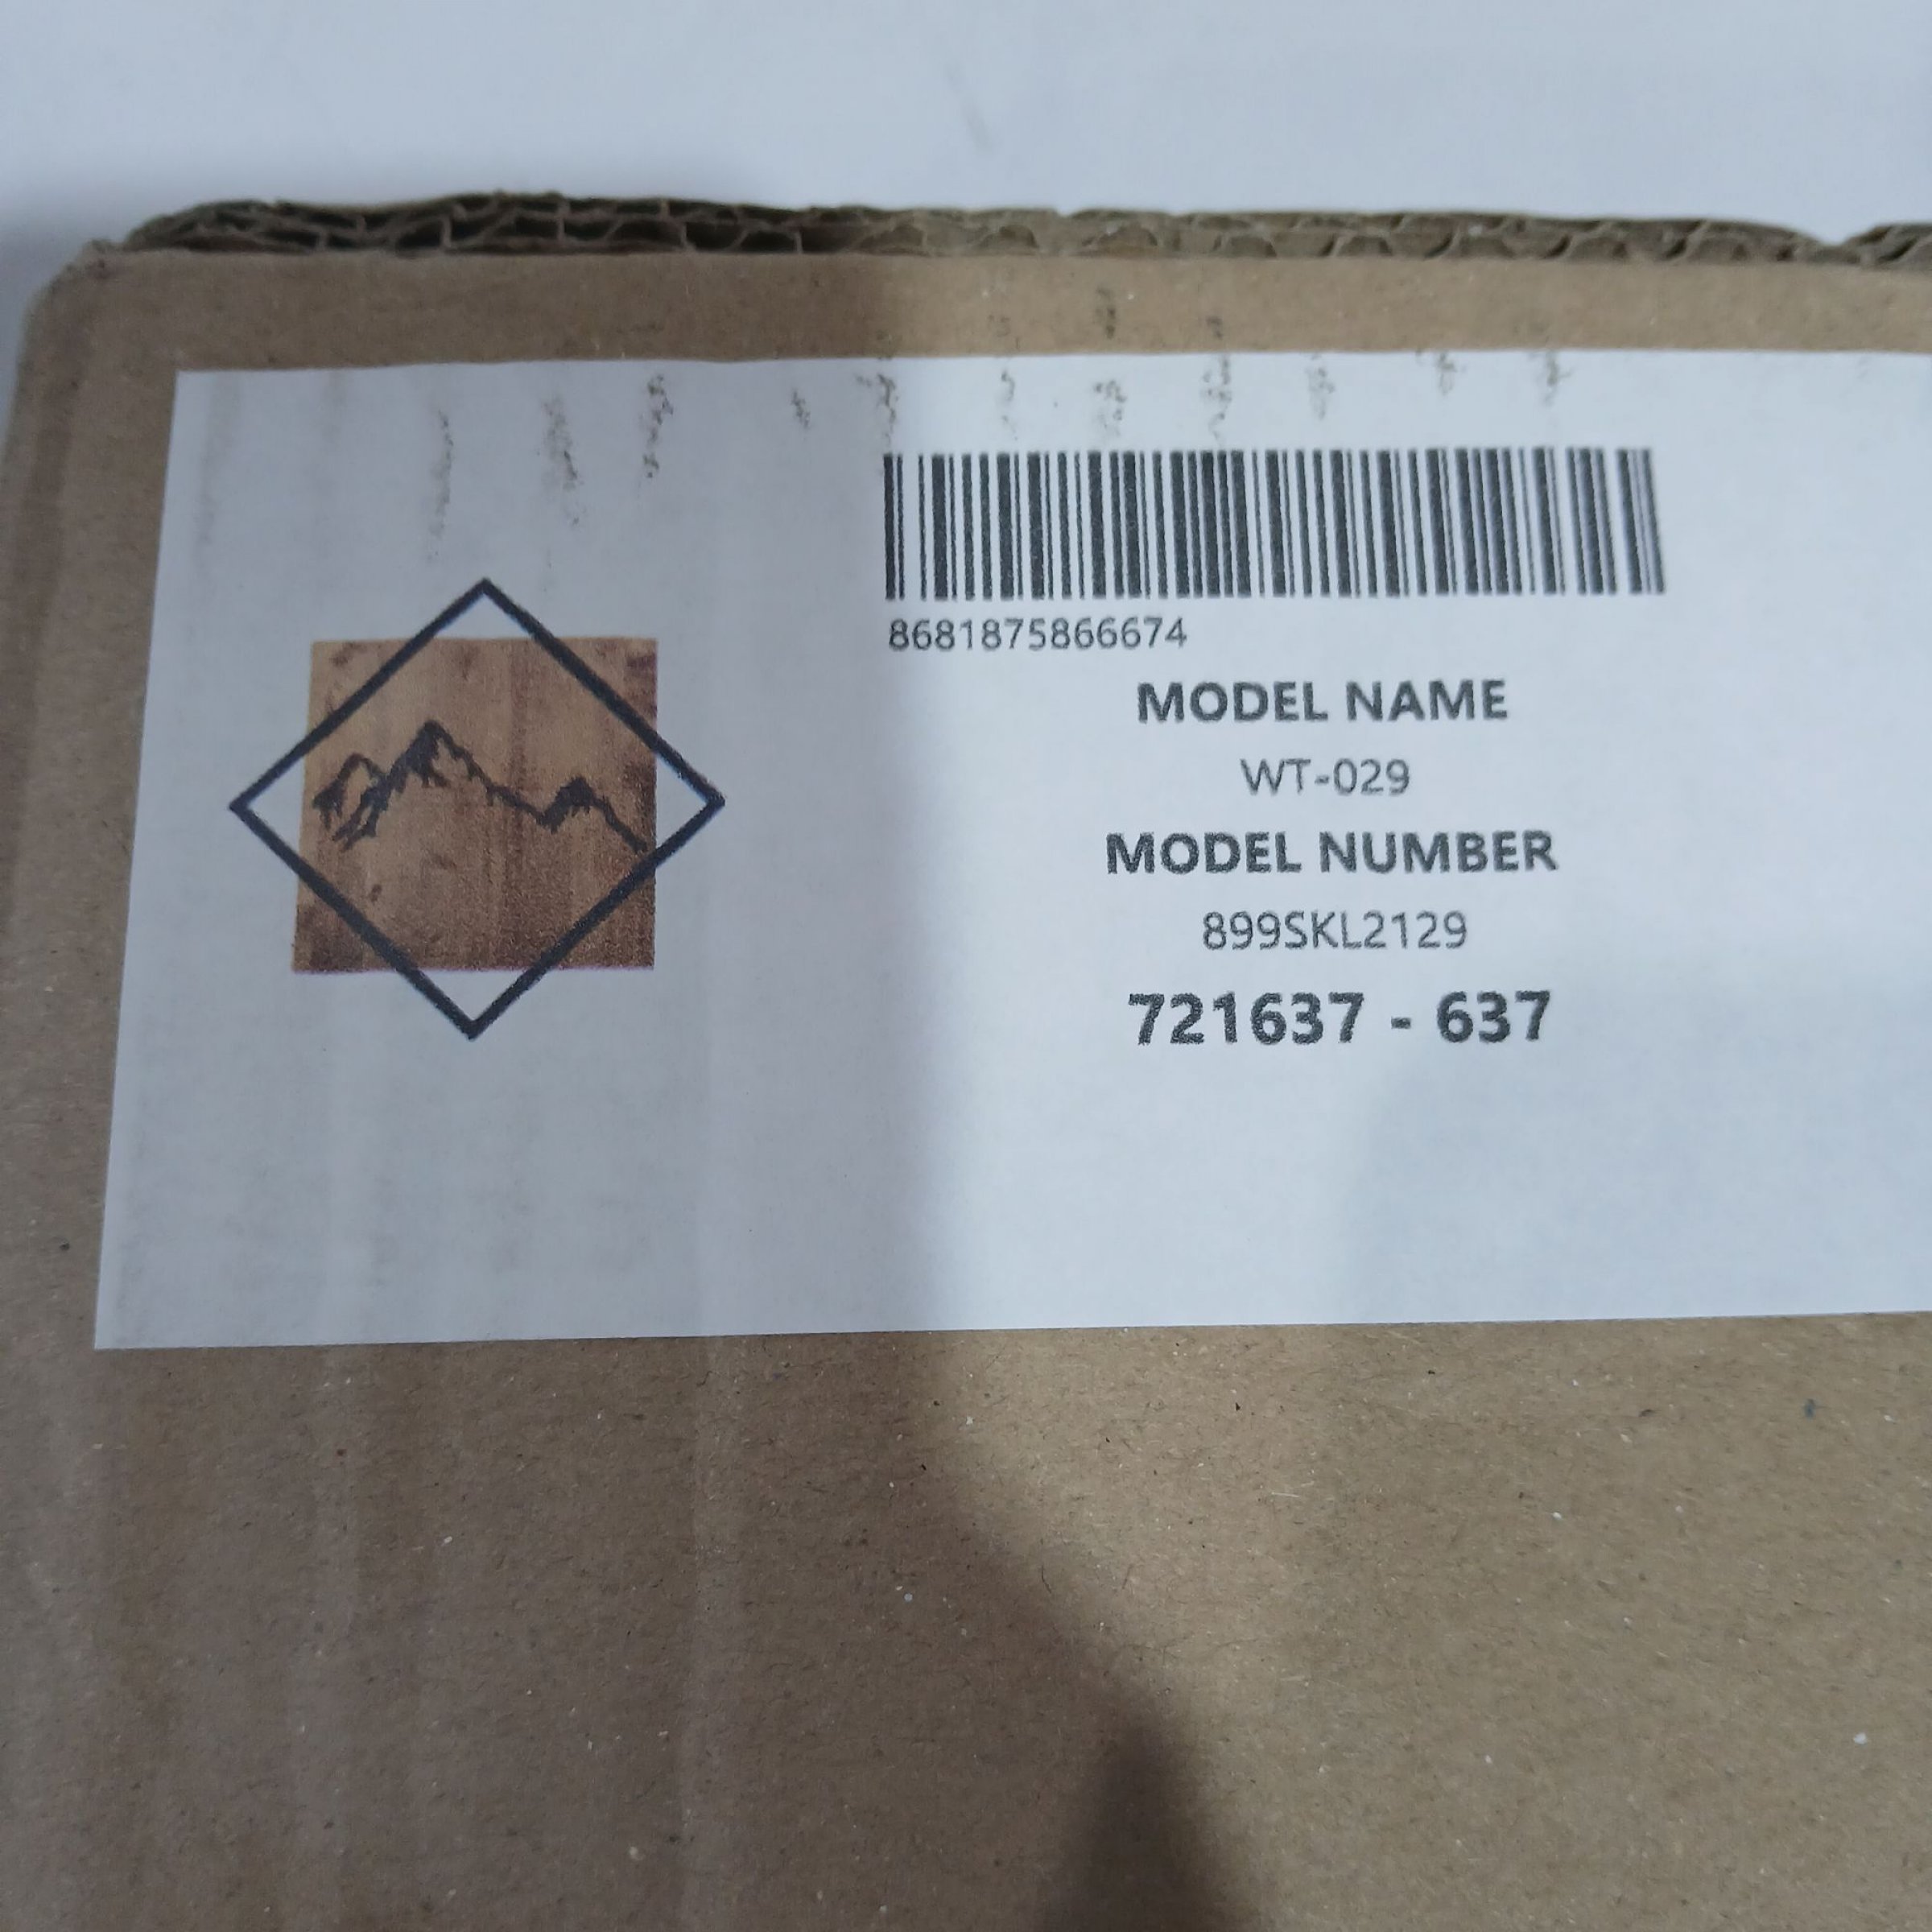 8681875866674
MODEL NAME
WT-029
MODEL NUMBER
899SKL2129
721637 - 637